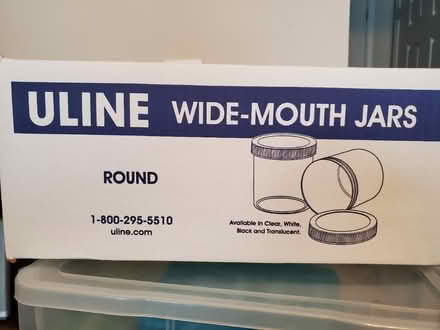 ULINE WIDE-MOUTH JARS
ROUND
1-800-295-5510
uline.com
Available in Clear, White,
Black and Translucent.